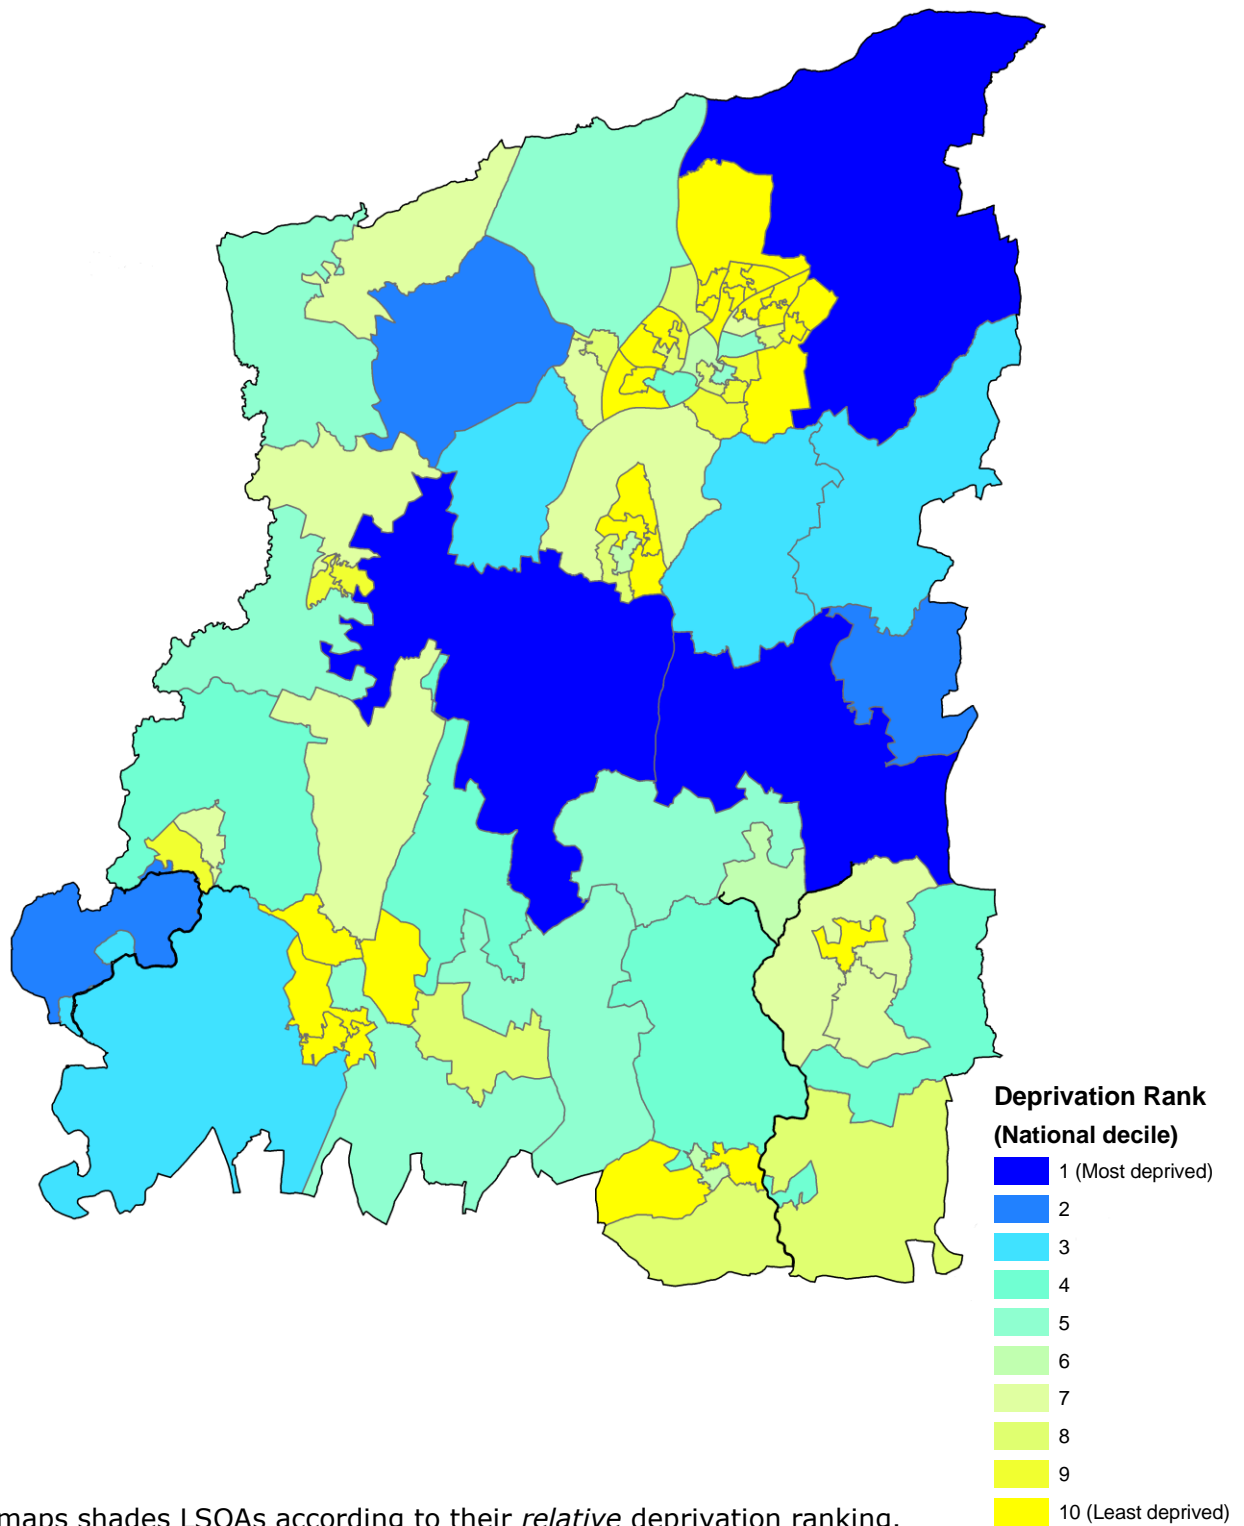 Deprivation Rank
(National decile)
1 (Most deprived)
2
3
4
5
6
7
8
9
10 (Least deprived)
maps shades LSOAs according to their relative deprivation ranking.